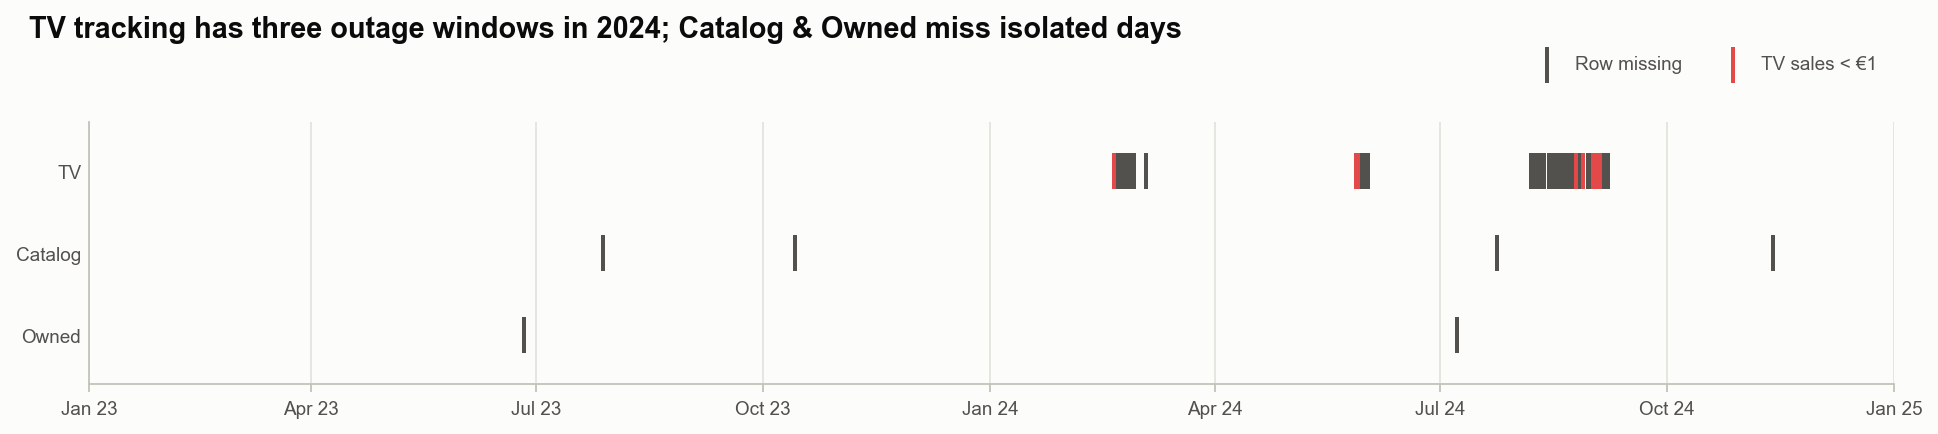 TV tracking has three outage windows in 2024; Catalog & Owned miss isolated days
Row missing
TV sales < €1
TV
Catalog
Owned
Jan 23
Apr 23
Jul 23
Oct 23
Jan 24
Apr 24
Jul 24
Oct 24
Jan 25